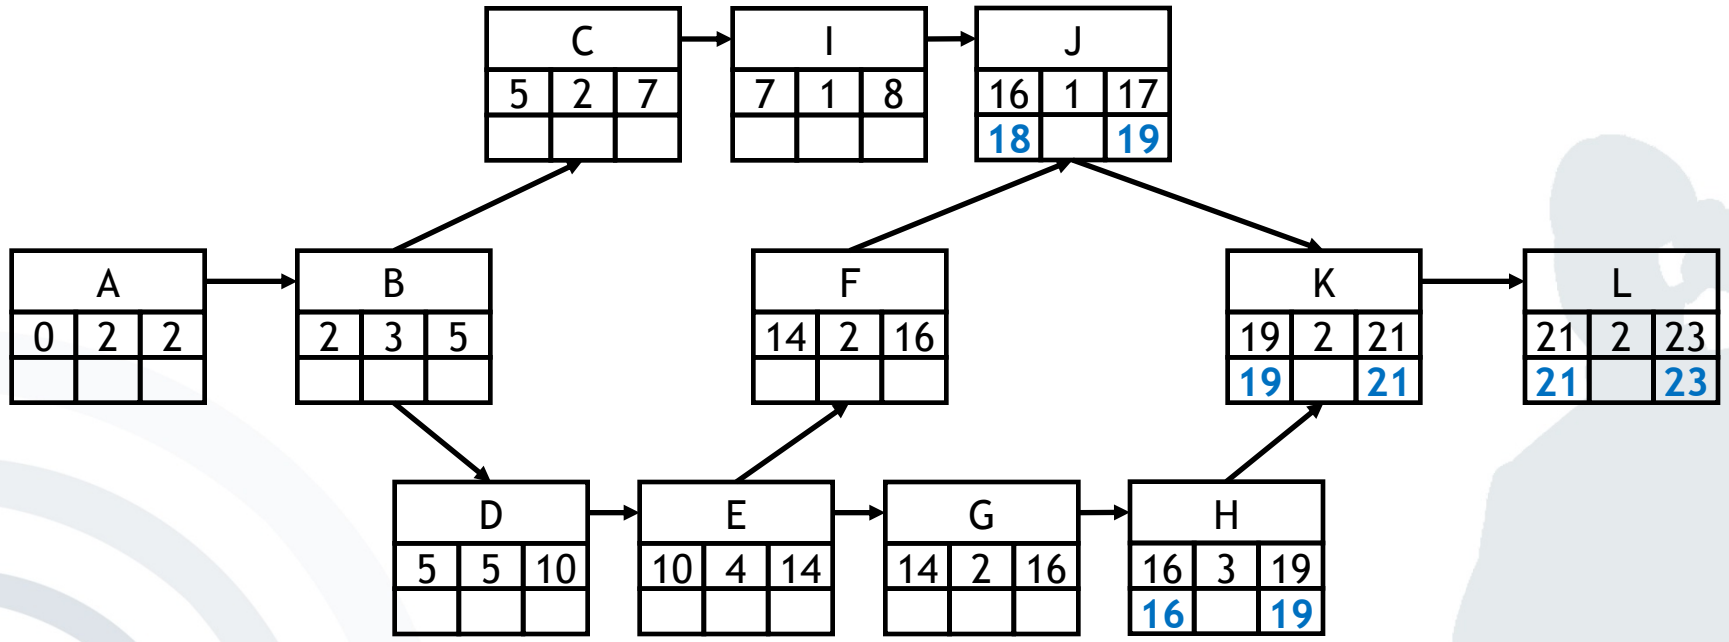 C I J
5 2 7 7 1 8 16 1 17
18 19
A B F K L
0 2 2 2 3 5 14 2 16 19 2 21 21 2 23
19 21 21 23
D E G H
5 5 10 10 4 14 14 2 16 16 3 19
16 19